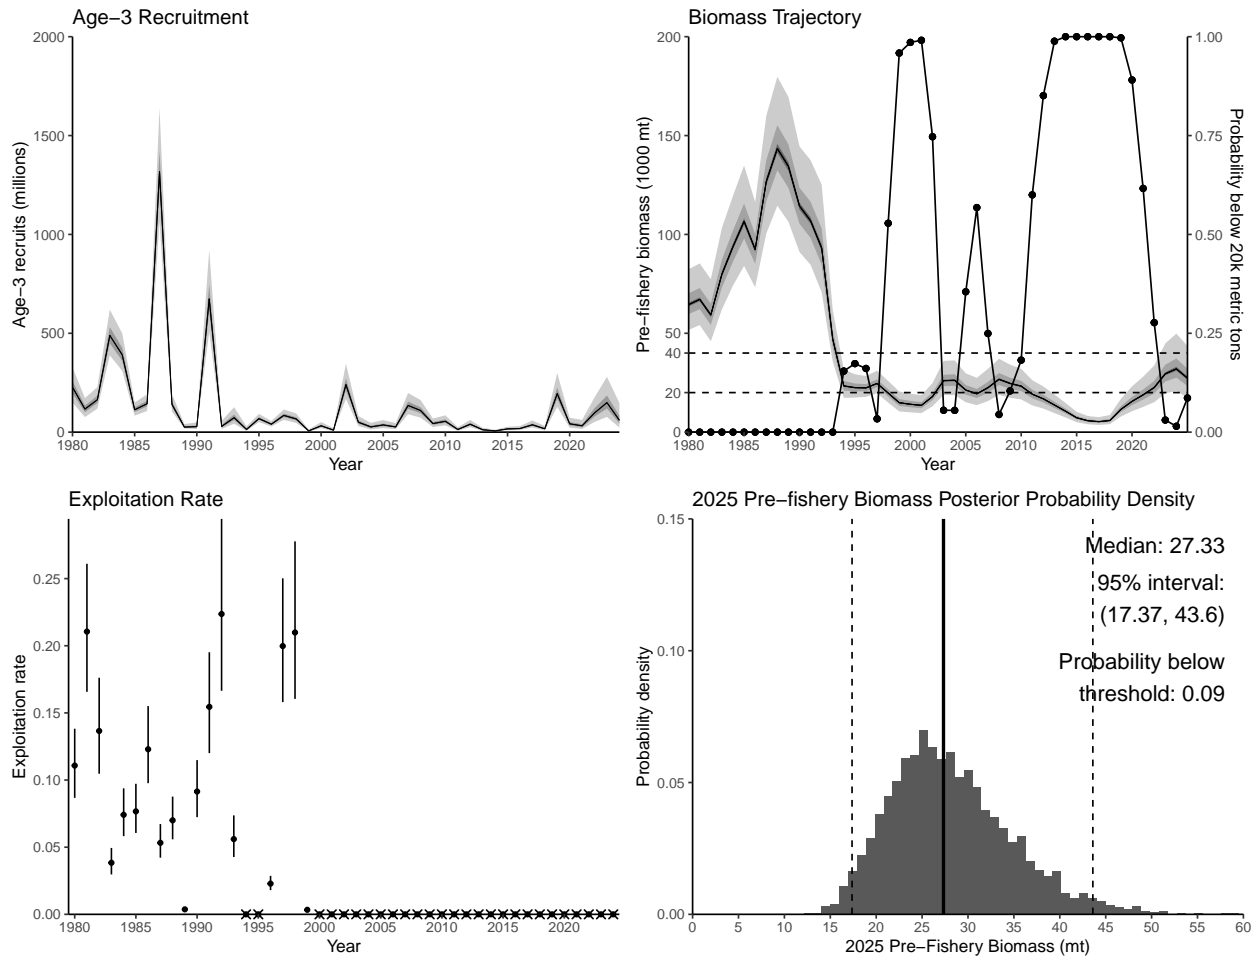 Age−3 Recruitment
2000
1500
1000
500
0
Age−3 recruits (millions)
1980 1985 1990 1995 2000 2005 2010 2015 2020
Year
Biomass Trajectory
200
150
100
50
40
20
0
Pre−fishery biomass (1000 mt)
1.00
0.75
0.50
0.25
0.00
Probability below 20k metric tons
1980 1985 1990 1995 2000 2005 2010 2015 2020
Year
Exploitation Rate
0.25
0.20
0.15
0.10
0.05
0.00
Exploitation rate
1980 1985 1990 1995 2000 2005 2010 2015 2020
Year
2025 Pre−fishery Biomass Posterior Probability Density
0.15
0.10
0.05
0.00
Probability density
Median: 27.33
95% interval:
(17.37, 43.6)
Probability below
threshold: 0.09
0 5 10 15 20 25 30 35 40 45 50 55 60
2025 Pre−Fishery Biomass (mt)